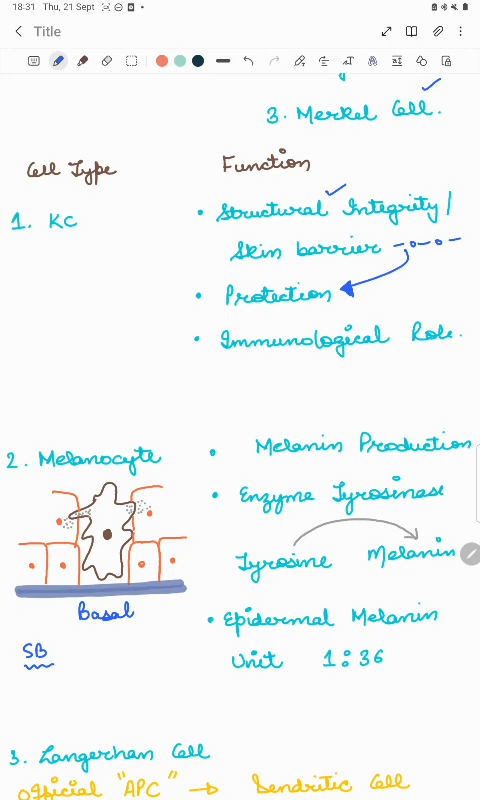 18:31 Thu, 21 Sept
Title
3. Merkel Cell.
Cell Type Function
1. KC
• Structural Integrity/
Skin barrier
• Protection
• Immunological Role.
2. Melanocyte
• Melanin Production
• Enzyme Tyrosinase
Tyrosine Melanin
Basal
• Epidermal Melanin
Unit 1:36
SB
3. Langerhan Cell
Official "APC" → Dendritic Cell